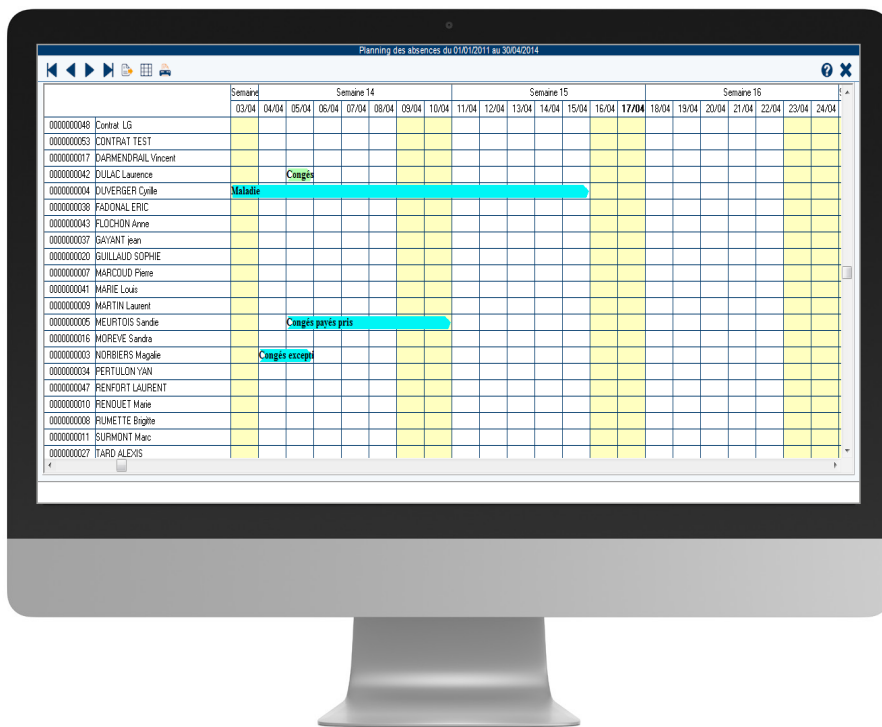 Planning des absences du 01/01/2011 au 30/04/2014
Semaine Semaine 14 Semaine 15 Semaine 16
03/04 04/04 05/04 06/04 07/04 08/04 09/04 10/04 11/04 12/04 13/04 14/04 15/04 16/04 17/04 18/04 19/04 20/04 21/04 22/04 23/04 24/04
0000000048 Contrat LG
0000000053 CONTRAT TEST
0000000017 DARMENDRAIL Vincent
0000000042 DULAC Laurence Congés
0000000004 DUVERGER Cyrille Maladie
0000000038 FADONAL ERIC
0000000043 FLOCHON Anne
0000000037 GAYANT jean
0000000020 GUILLAUD SOPHIE
0000000007 MARCOUD Pierre
0000000041 MARIE Louis
0000000009 MARTIN Laurent
0000000005 MEURTOIS Sandie Congés payés pris
0000000016 MOREVE Sandra
0000000003 NORBIERS Magalie Congés excepti
0000000034 PERTULON YAN
0000000047 RENFORT LAURENT
0000000010 RENOUET Marie
0000000008 RUMETTE Brigitte
0000000011 SURMONT Marc
0000000027 TARD ALEXIS